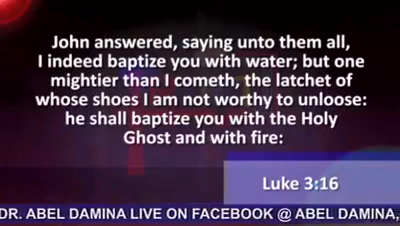 John answered, saying unto them all,
I indeed baptize you with water; but one
mightier than I cometh, the latchet of
whose shoes I am not worthy to unloose:
he shall baptize you with the Holy
Ghost and with fire:
Luke 3:16
DR. ABEL DAMINA LIVE ON FACEBOOK @ ABEL DAMINA,